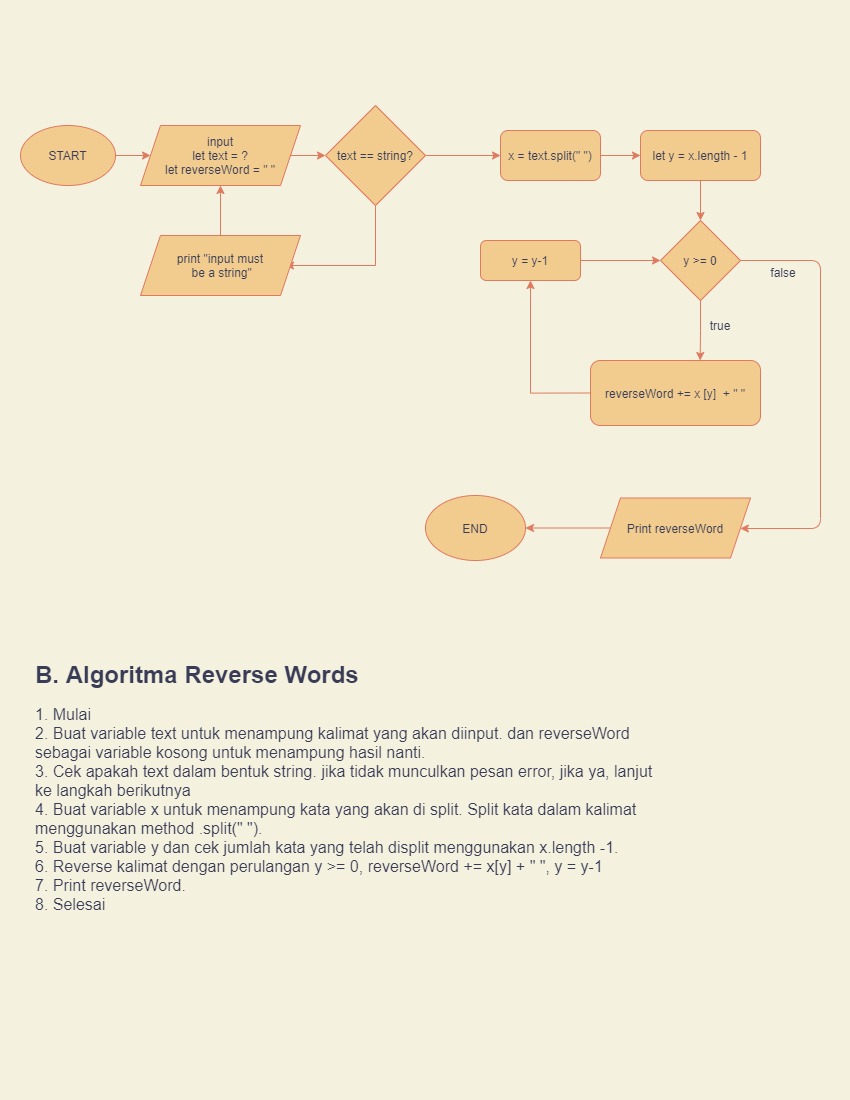 START
input
let text = ?
let reverseWord = " "
text == string?
x = text.split(" ")
let y = x.length - 1
print "input must
be a string"
y = y-1
y >= 0
false
true
reverseWord += x [y]  + " "
END
Print reverseWord
B. Algoritma Reverse Words
1. Mulai
2. Buat variable text untuk menampung kalimat yang akan diinput. dan reverseWord
sebagai variable kosong untuk menampung hasil nanti.
3. Cek apakah text dalam bentuk string. jika tidak munculkan pesan error, jika ya, lanjut
ke langkah berikutnya
4. Buat variable x untuk menampung kata yang akan di split. Split kata dalam kalimat
menggunakan method .split(" ").
5. Buat variable y dan cek jumlah kata yang telah displit menggunakan x.length -1.
6. Reverse kalimat dengan perulangan y >= 0, reverseWord += x[y] + " ", y = y-1
7. Print reverseWord.
8. Selesai